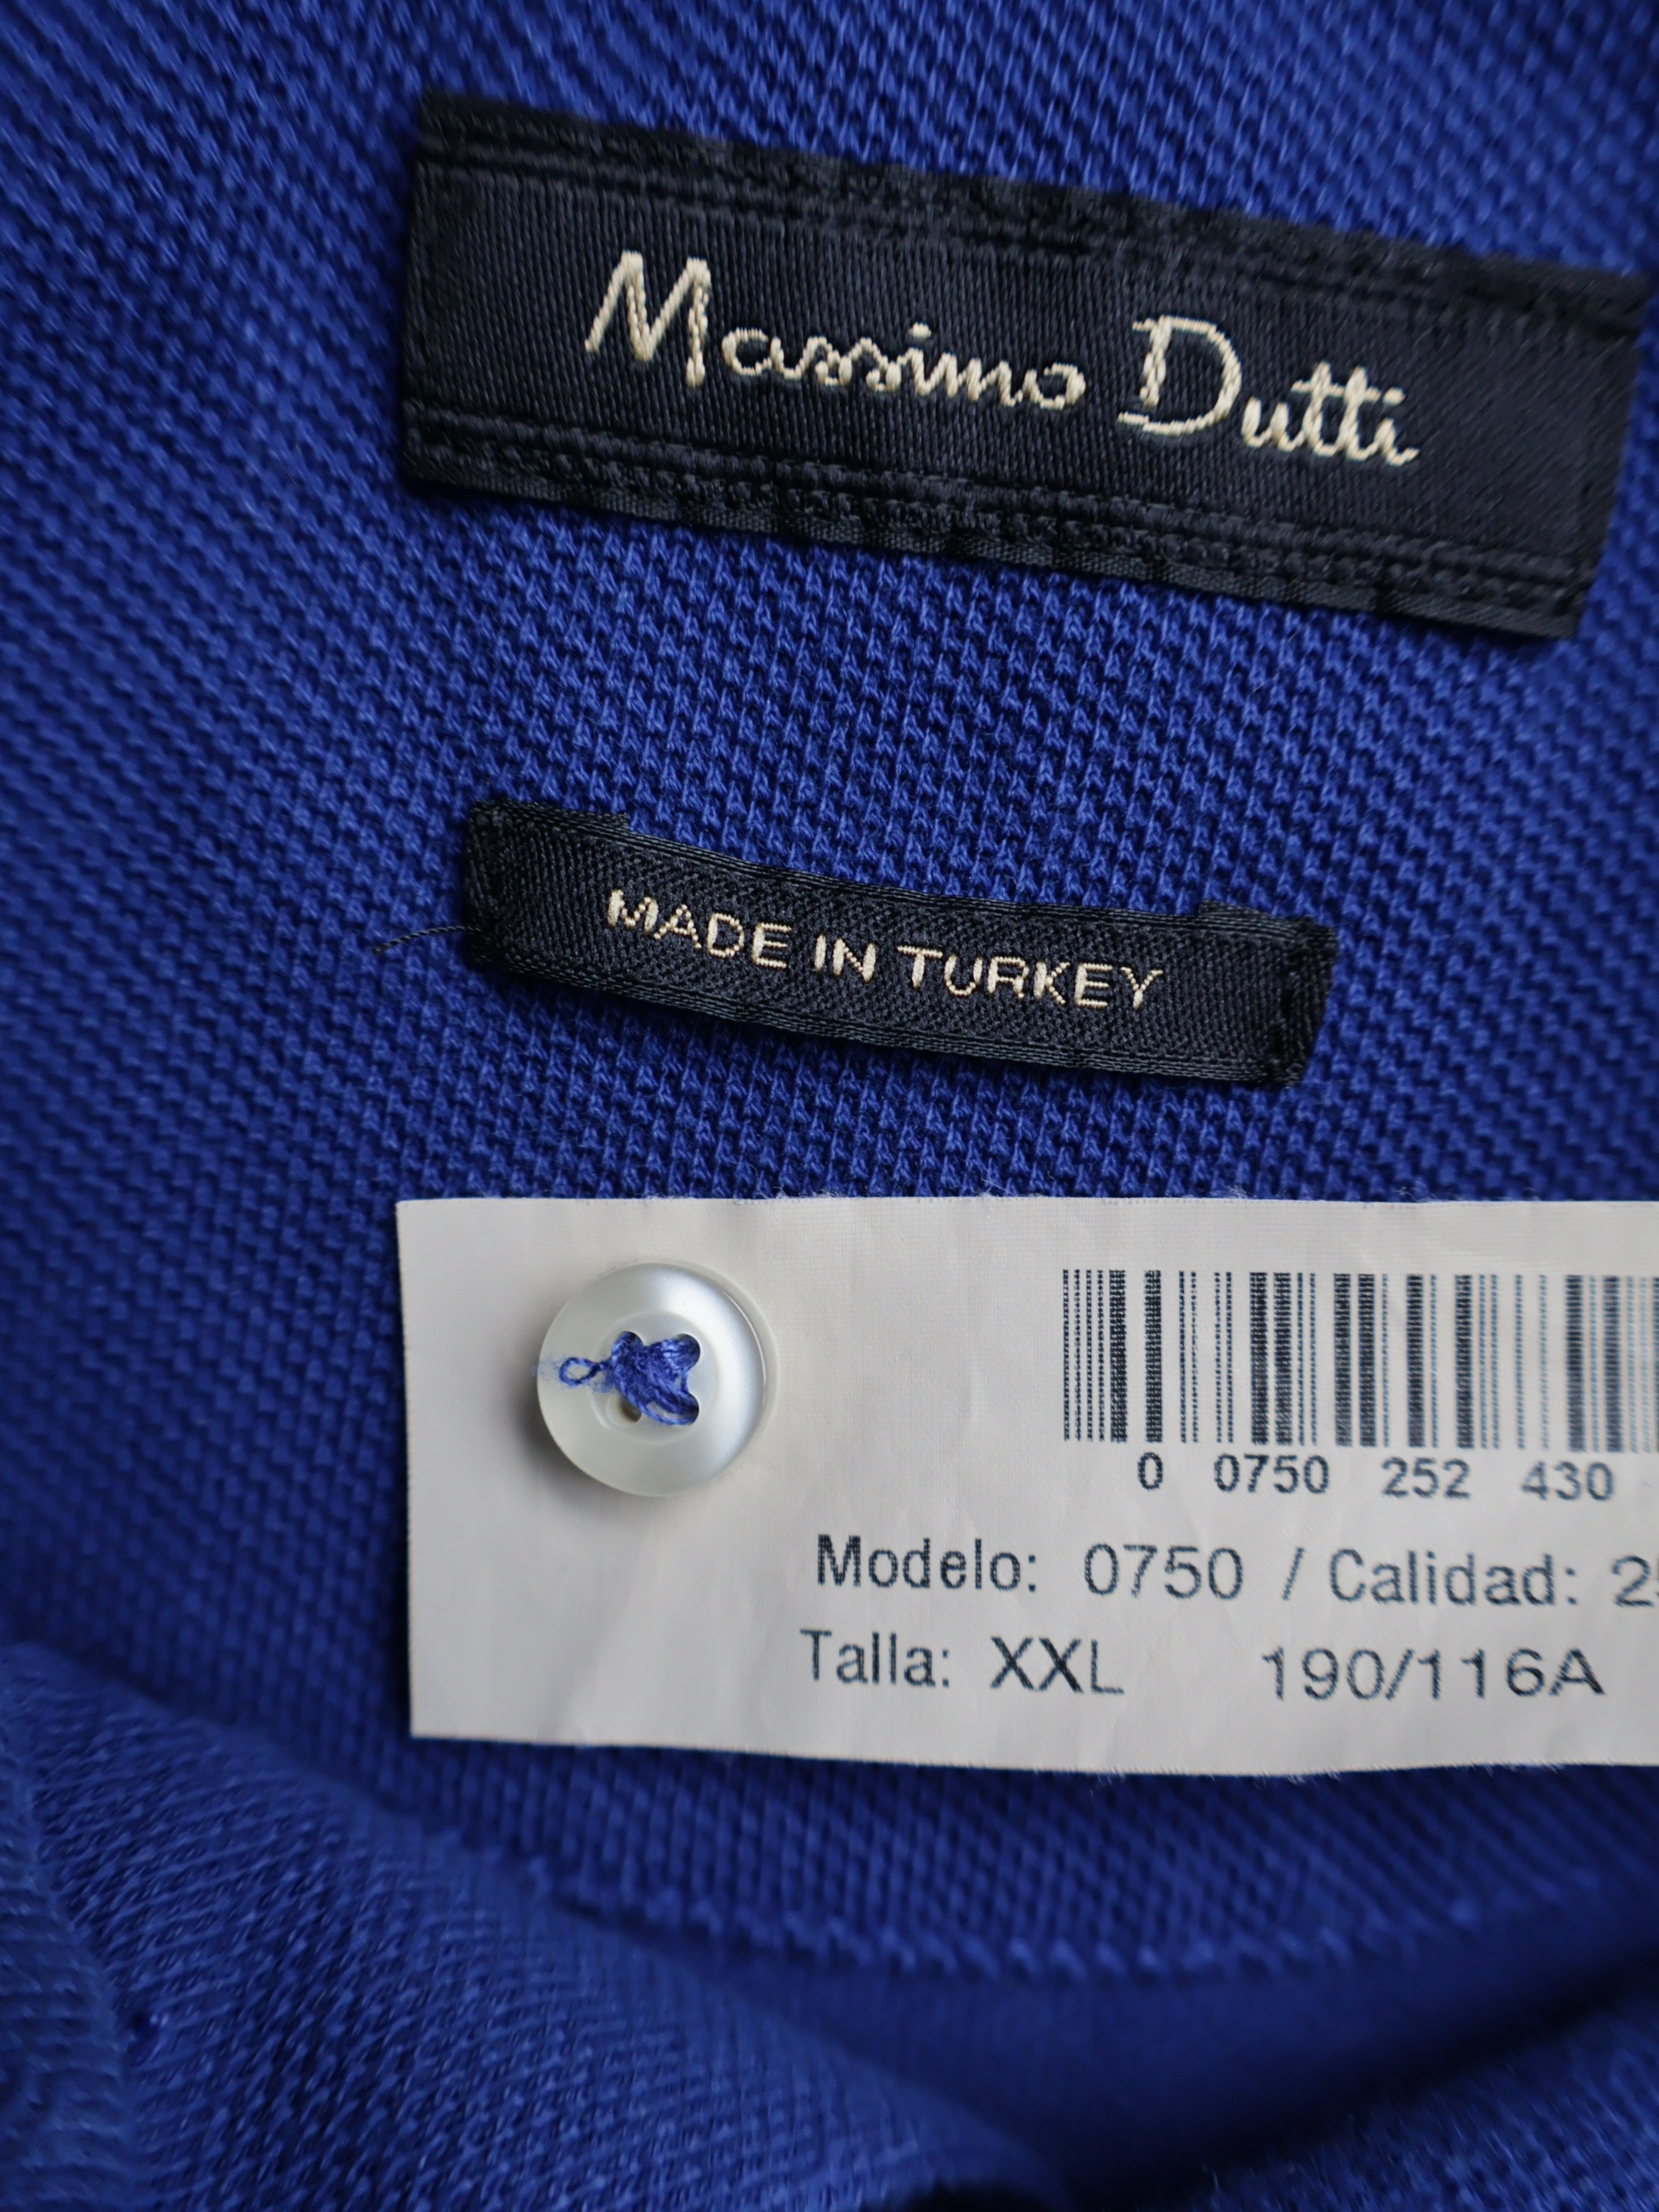 Massimo Dutti
MADE IN TURKEY
0 0750 252 430
Modelo: 0750 / Calidad:
Talla: XXL 190/116A